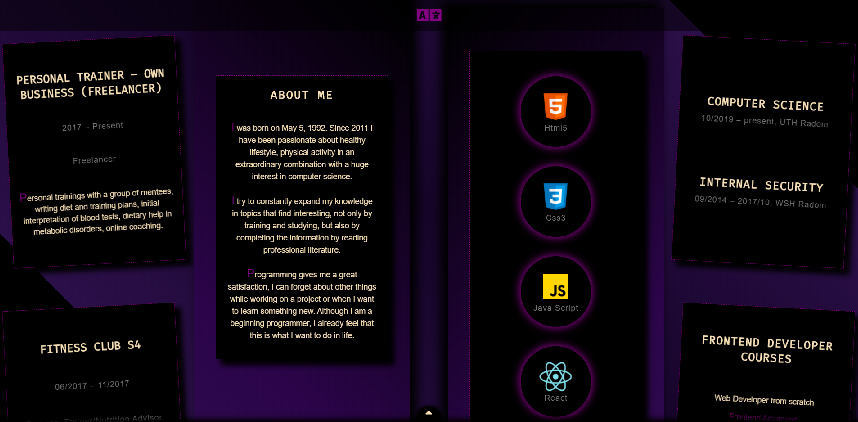 AR
PERSONAL TRAINER – OWN
BUSINESS (FREELANCER)
2017 – Present
Freelancer
Personal trainings with a group of mentees,
writing diet and training plans, initial
interpretation of blood tests, dietary help in
metabolic disorders, online coaching.
FITNESS CLUB S4
06/2017 – 11/2017
Nutrition Advisor
ABOUT ME
I was born on May 5, 1992. Since 2011 I
have been passionate about healthy
lifestyle, physical activity in an
extraordinary combination with a huge
interest in computer science.
I try to constantly expand my knowledge
in topics that find interesting, not only by
training and studying, but also by
completing the information by reading
professional literature.
Programming gives me a great
satisfaction, I can forget about other things
while working on a project or when I want
to learn something new. Although I am a
beginning programmer, I already feel that
this is what I want to do in life.
Html5
Css3
JS
Java Script
React
COMPUTER SCIENCE
10/2019 – present, UTH Radom
INTERNAL SECURITY
09/2014 – 2017/10, WSH Radom
FRONTEND DEVELOPER
COURSES
Web Developer from scratch